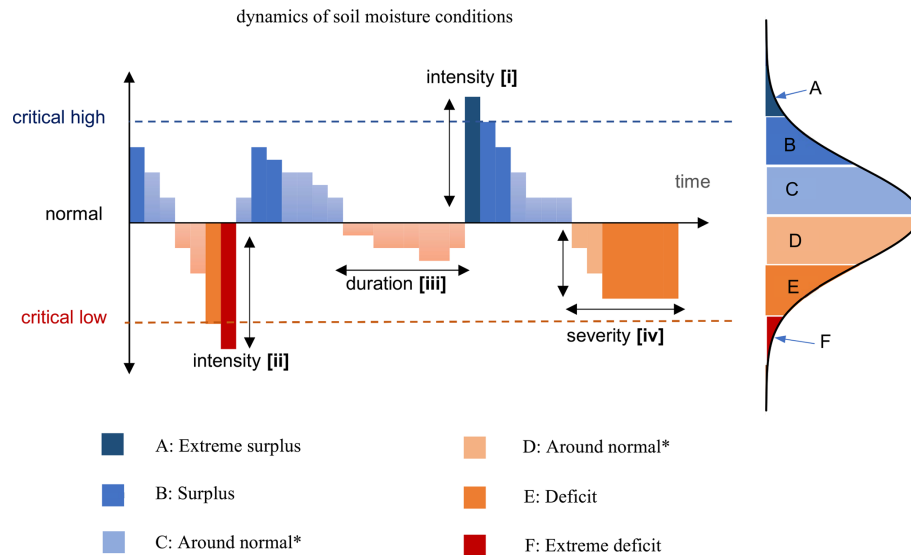 dynamics of soil moisture conditions
intensity [i]
A
critical high
B
time
C
normal
D
duration [iii]
E
critical low
severity [iv]
F
intensity [ii]
A: Extreme surplus
D: Around normal*
B: Surplus
E: Deficit
C: Around normal*
F: Extreme deficit